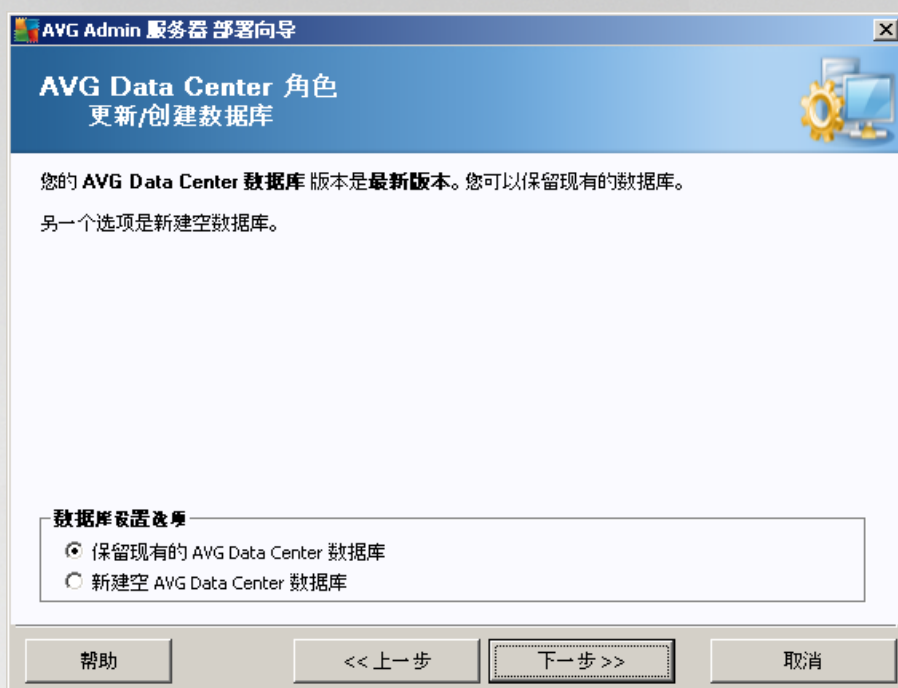 AVG Admin 服务器 部署向导
AVG Data Center 角色
更新/创建数据库
您的 AVG Data Center 数据库 版本是最新版本。您可以保留现有的数据库。
另一个选项是新建空数据库。
数据库设置选项
保留现有的 AVG Data Center 数据库
新建空 AVG Data Center 数据库
帮助
<< 上一步
下一步 >>
取消